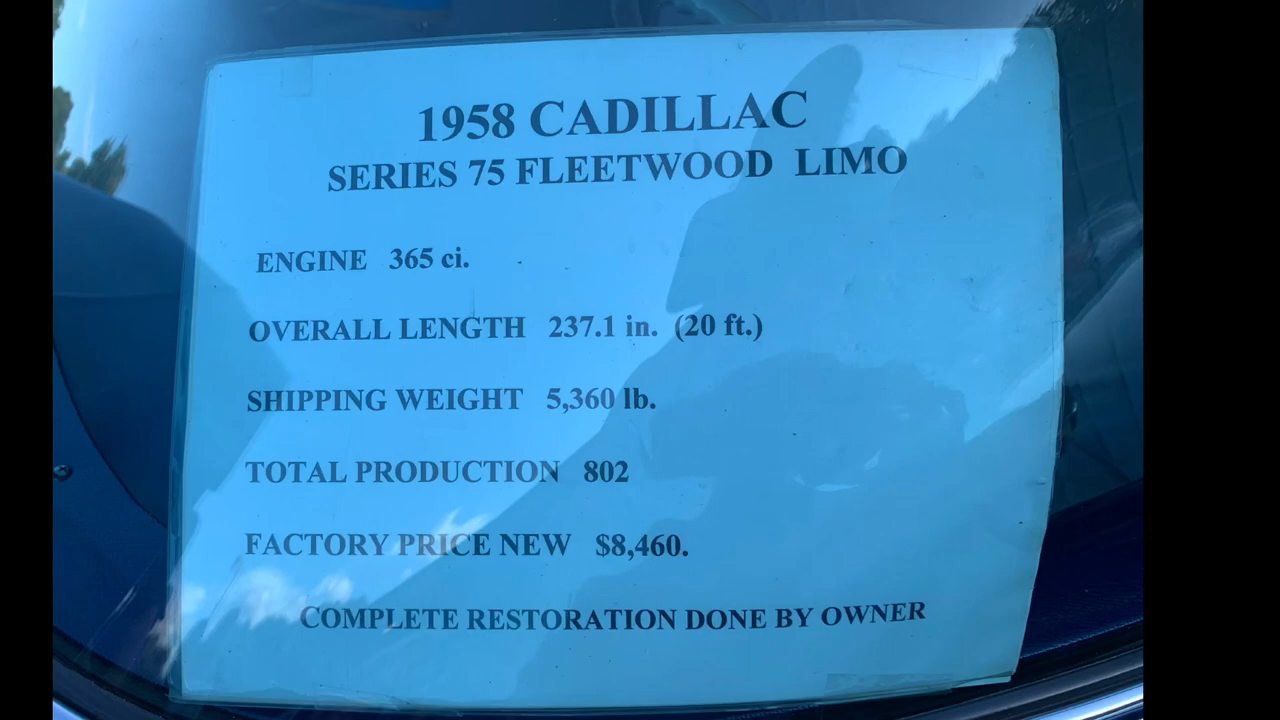 1958 CADILLAC
SERIES 75 FLEETWOOD LIMO
ENGINE 365 ci.
OVERALL LENGTH 237.1 in. (20 ft.)
SHIPPING WEIGHT 5,360 lb.
TOTAL PRODUCTION 802
FACTORY PRICE NEW $8,460.
COMPLETE RESTORATION DONE BY OWNER